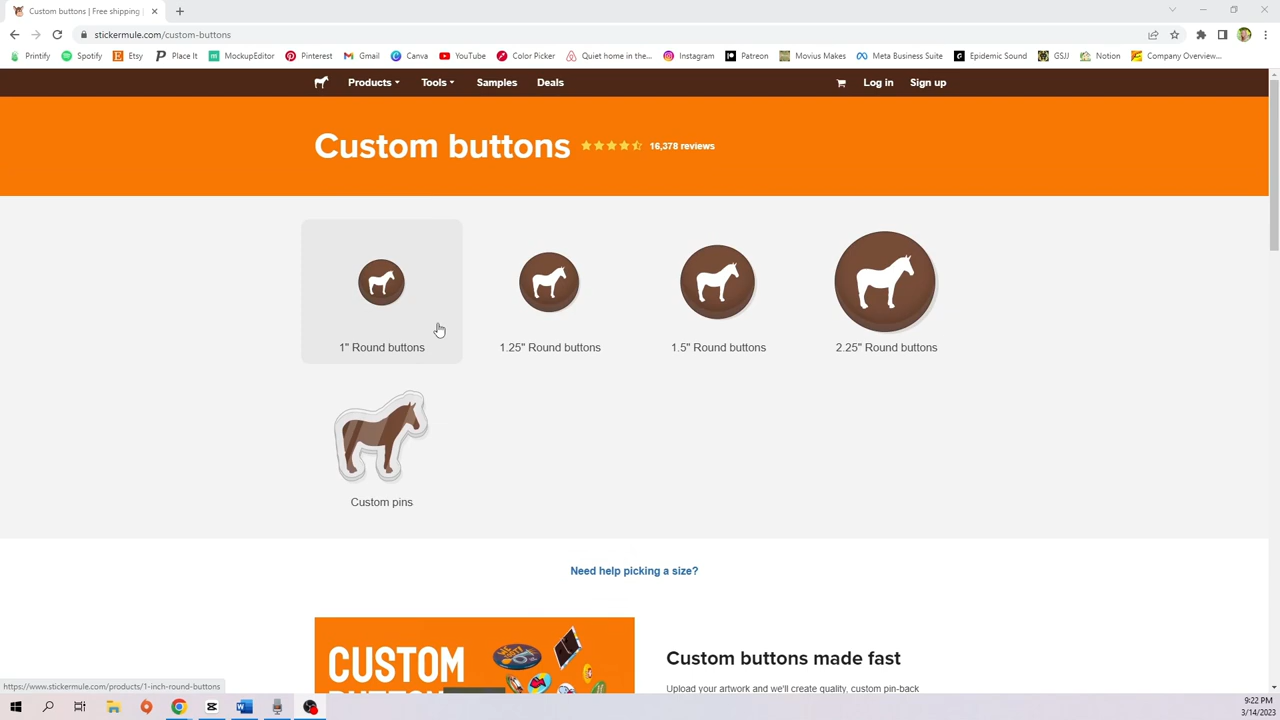 Custom buttons | Free shipping |
stickermule.com/custom-buttons
Printify Spotify Etsy Place It MockupEditor Pinterest Gmail Canva YouTube Color Picker Quiet home in the... Instagram Patreon Movius Makes Meta Business Suite Epidemic Sound GSJJ Notion Company Overview...
Products Tools Samples Deals Log in Sign up
Custom buttons 16,378 reviews
1" Round buttons 1.25" Round buttons 1.5" Round buttons 2.25" Round buttons
Custom pins
Need help picking a size?
CUSTOM
Custom buttons made fast
Upload your artwork and we'll create quality, custom pin-back
https://www.stickermule.com/products/1-inch-round-buttons
9:22 PM
3/14/2023